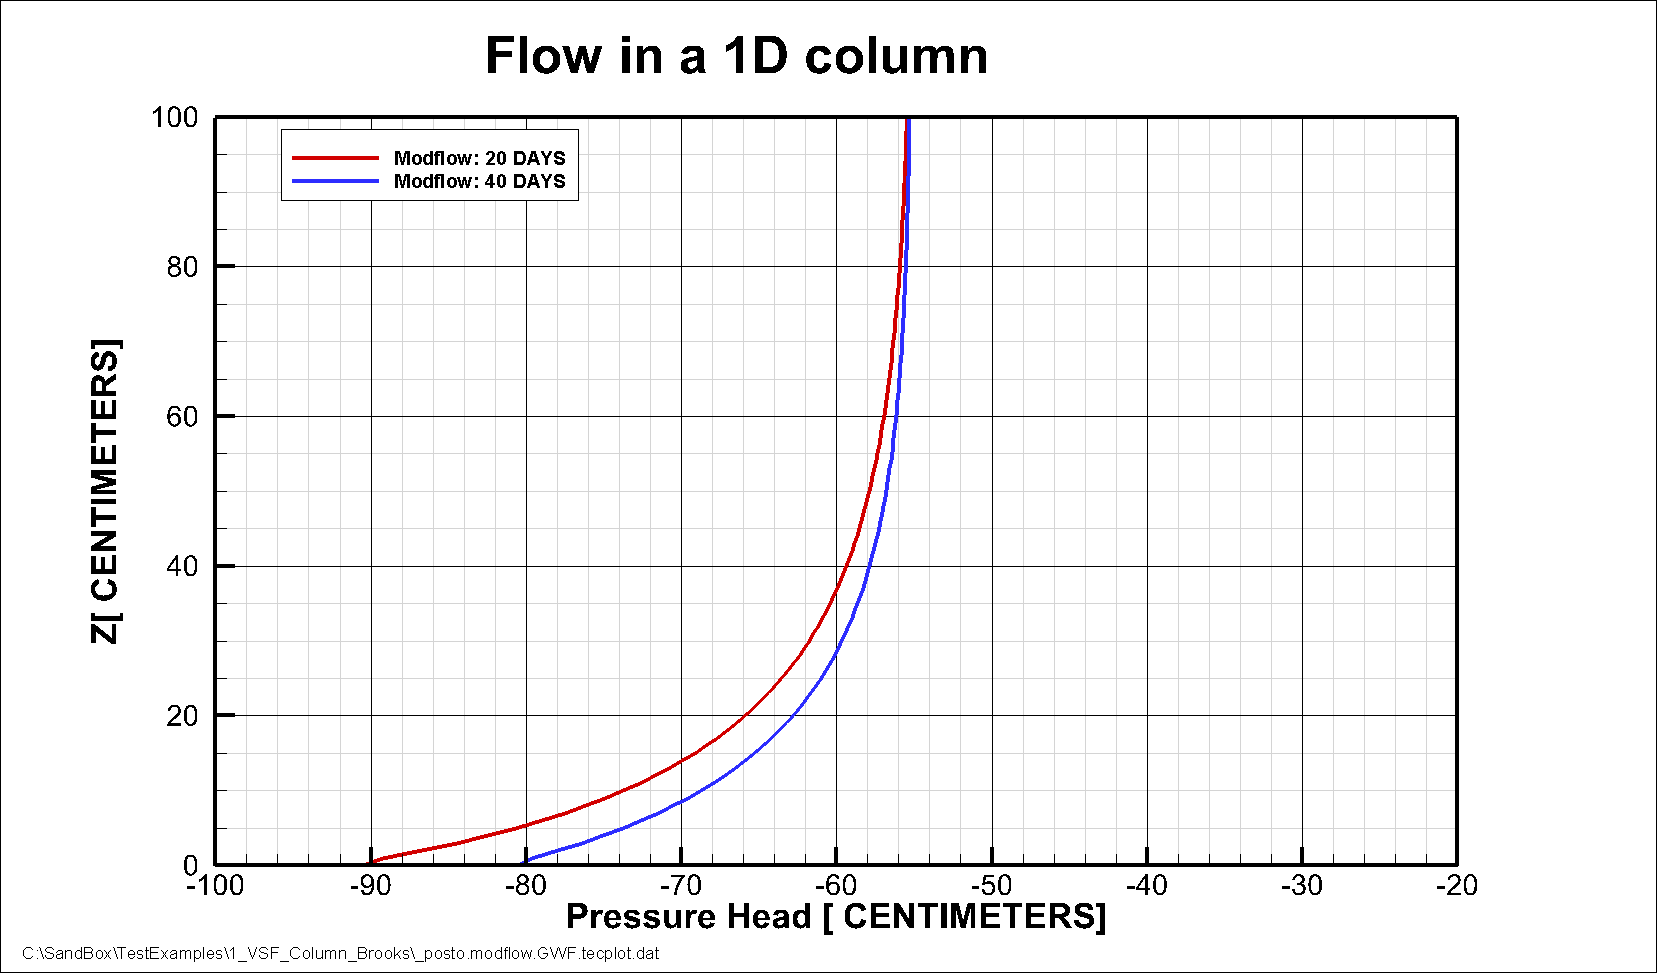 Flow in a 1D column
Modflow: 20 DAYS
Modflow: 40 DAYS
100
80
60
40
20
0
Z[ CENTIMETERS]
-100 -90 -80 -70 -60 -50 -40 -30 -20
Pressure Head [ CENTIMETERS]
C:\SandBox\TestExamples\1_VSF_Column_Brooks\_posto.modflow.GWF.tecplot.dat